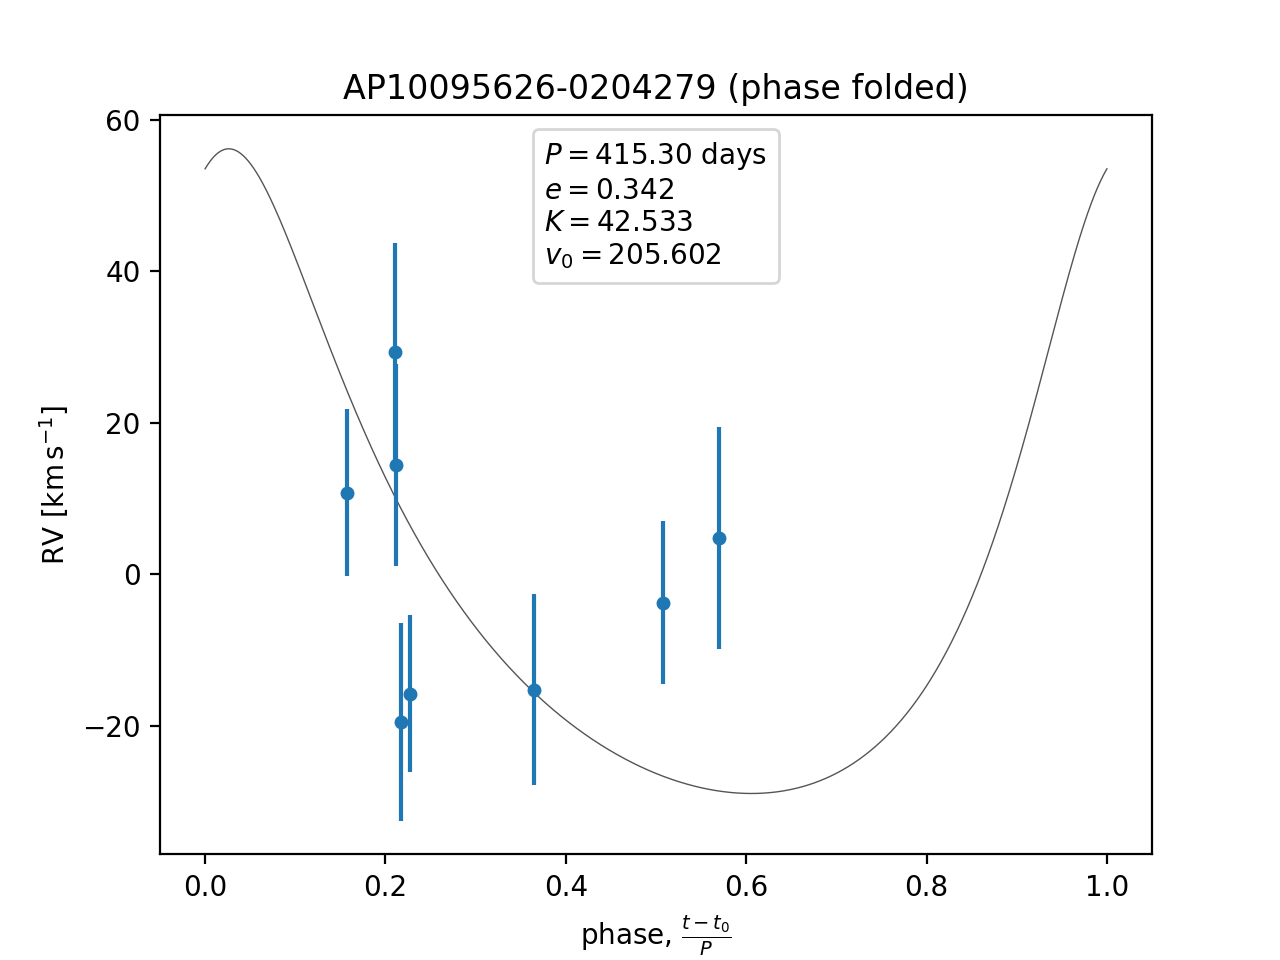 AP10095626-0204279 (phase folded)
P = 415.30 days
e = 0.342
K = 42.533
v₀ = 205.602
60
40
20
0
−20
RV [km s⁻¹]
0.0 0.2 0.4 0.6 0.8 1.0
phase, (t − t₀)/P